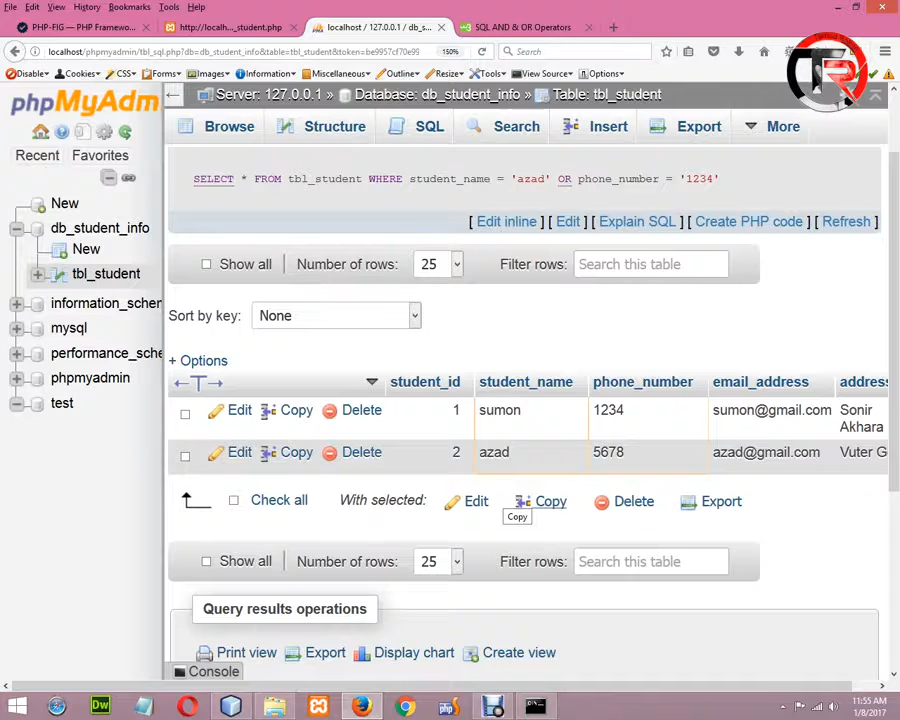 File Edit View History Bookmarks Tools Help
PHP-FIG — PHP Framewo...
http://localh..._student.php
localhost / 127.0.0.1 / db_s...
SQL AND & OR Operators
localhost/phpmyadmin/tbl_sql.php?db=db_student_info&table=tbl_student&token=be9957cf70e99
150%
Search
Disable Cookies CSS Forms Images Information Miscellaneous Outline Resize Tools View Source Options
phpMyAdm
Recent Favorites
New
db_student_info
New
tbl_student
information_schem
mysql
performance_sche
phpmyadmin
test
Server: 127.0.0.1 » Database: db_student_info » Table: tbl_student
Browse Structure SQL Search Insert Export More
SELECT * FROM tbl_student WHERE student_name = 'azad' OR phone_number = '1234'
[ Edit inline ] [ Edit ] [ Explain SQL ] [ Create PHP code ] [ Refresh ]
Show all Number of rows: 25 Filter rows: Search this table
Sort by key: None
+ Options
student_id student_name phone_number email_address address
Edit Copy Delete 1 sumon 1234 sumon@gmail.com Sonir
Akhara
Edit Copy Delete 2 azad 5678 azad@gmail.com Vuter G
Check all With selected: Edit Copy Delete Export
Copy
Show all Number of rows: 25 Filter rows: Search this table
Query results operations
Print view Export Display chart Create view
Console
11:55 AM
1/8/2017